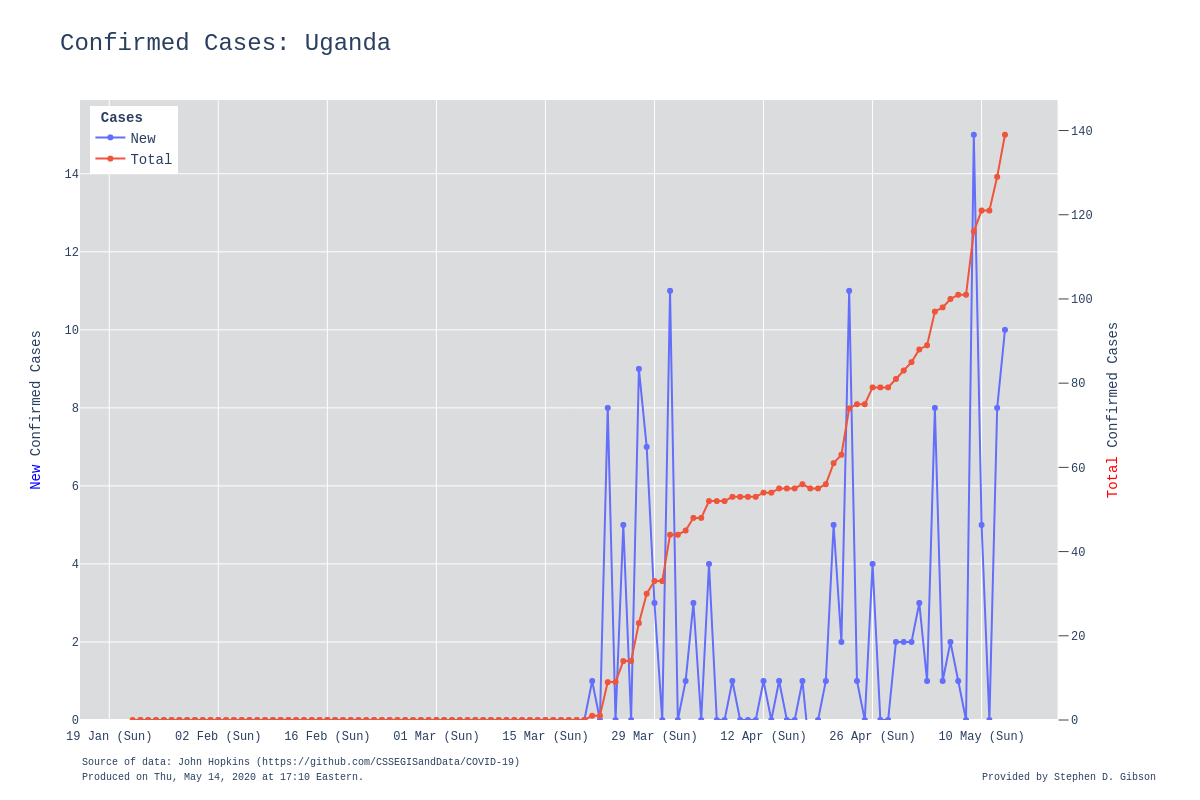 Confirmed Cases: Uganda
Cases
New
Total
14
12
10
8
6
4
2
0
New Confirmed Cases
140
120
100
80
60
40
20
0
Total Confirmed Cases
19 Jan (Sun)
02 Feb (Sun)
16 Feb (Sun)
01 Mar (Sun)
15 Mar (Sun)
29 Mar (Sun)
12 Apr (Sun)
26 Apr (Sun)
10 May (Sun)
Source of data: John Hopkins (https://github.com/CSSEGISandData/COVID-19)
Produced on Thu, May 14, 2020 at 17:10 Eastern.
Provided by Stephen D. Gibson